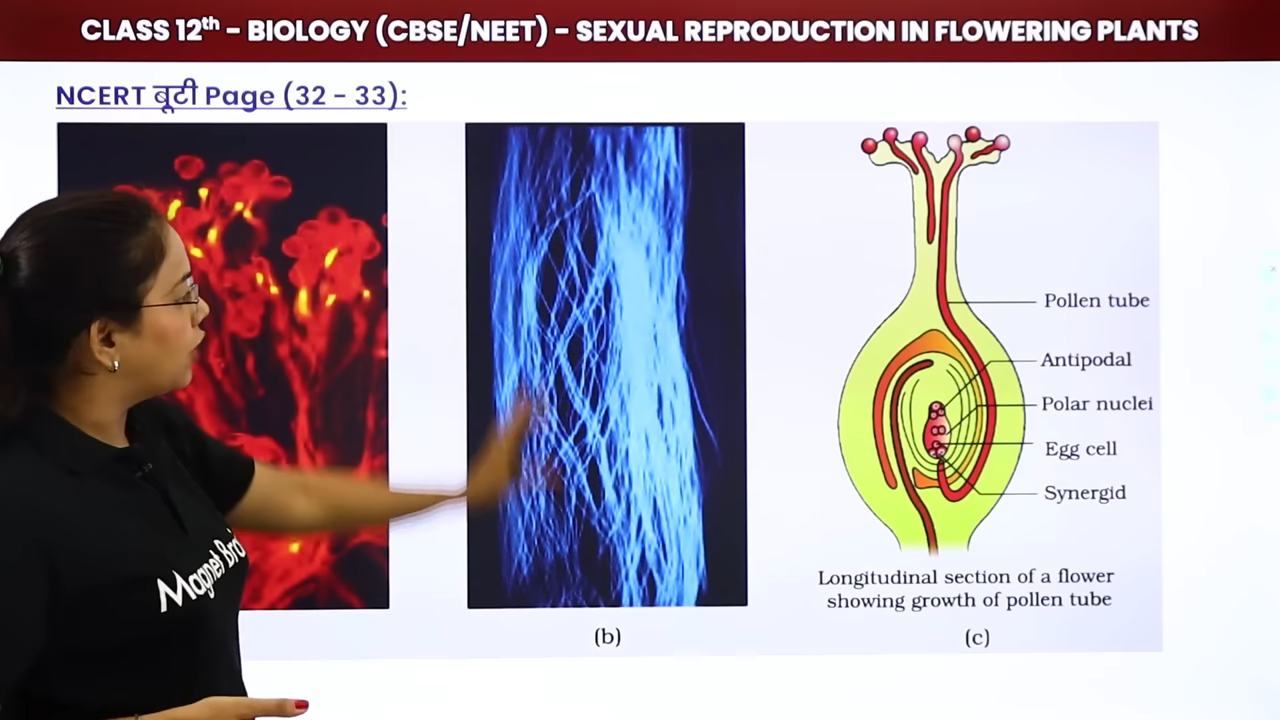 CLASS 12th – BIOLOGY (CBSE/NEET) – SEXUAL REPRODUCTION IN FLOWERING PLANTS
NCERT बूटी Page (32 – 33):
Pollen tube
Antipodal
Polar nuclei
Egg cell
Synergid
Longitudinal section of a flower
showing growth of pollen tube
(b)
(c)
Magnet